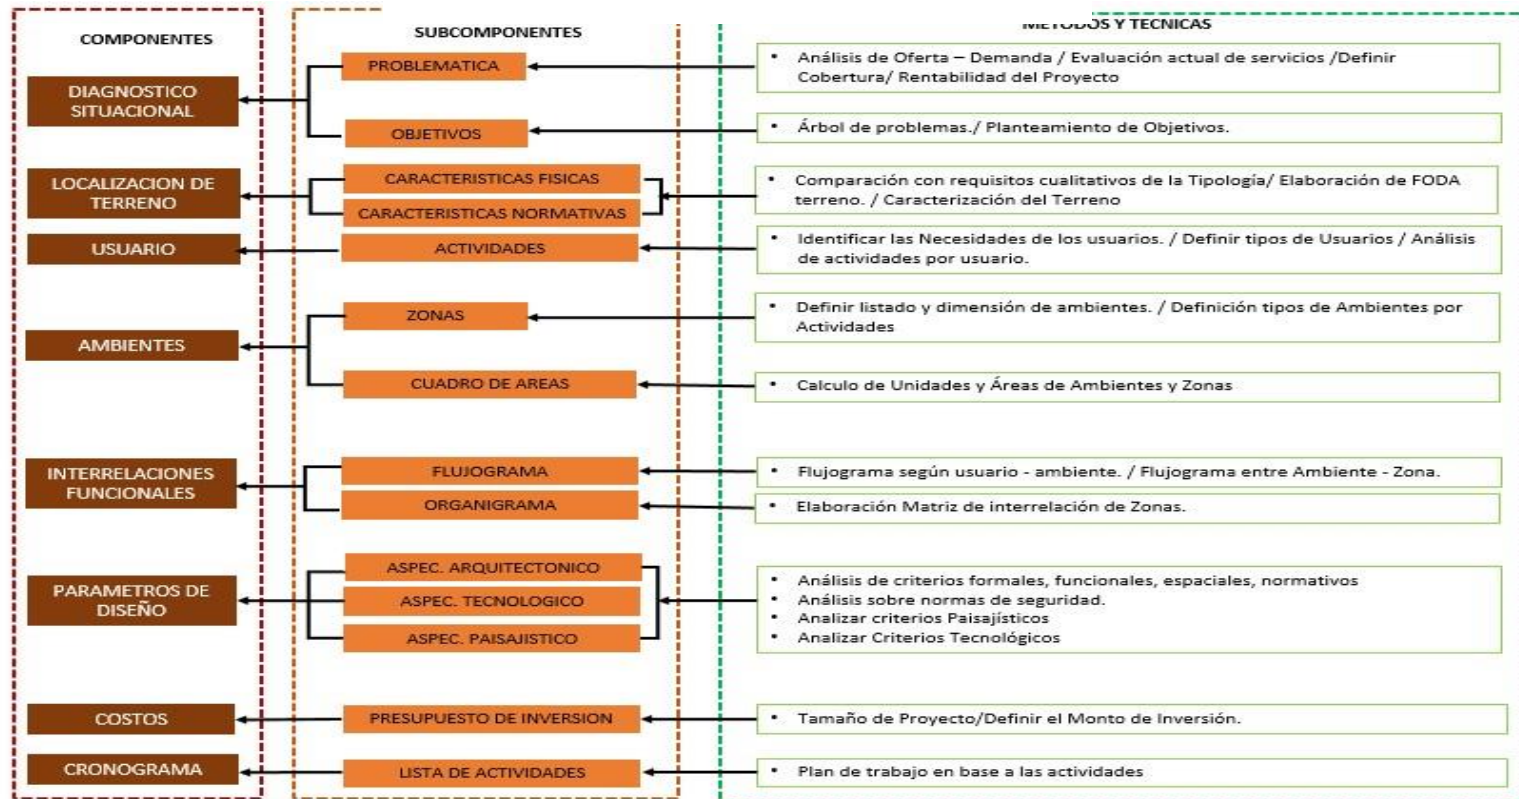 COMPONENTES
SUBCOMPONENTES
METODOS Y TECNICAS
DIAGNOSTICO
SITUACIONAL
PROBLEMATICA
• Análisis de Oferta – Demanda / Evaluación actual de servicios /Definir
Cobertura/ Rentabilidad del Proyecto
OBJETIVOS
• Árbol de problemas./ Planteamiento de Objetivos.
LOCALIZACION DE
TERRENO
CARACTERISTICAS FISICAS
CARACTERISTICAS NORMATIVAS
• Comparación con requisitos cualitativos de la Tipología/ Elaboración de FODA
terreno. / Caracterización del Terreno
USUARIO
ACTIVIDADES
• Identificar las Necesidades de los usuarios. / Definir tipos de Usuarios / Análisis
de actividades por usuario.
AMBIENTES
ZONAS
• Definir listado y dimensión de ambientes. / Definición tipos de Ambientes por
Actividades
CUADRO DE AREAS
• Calculo de Unidades y Áreas de Ambientes y Zonas
INTERRELACIONES
FUNCIONALES
FLUJOGRAMA
• Flujograma según usuario - ambiente. / Flujograma entre Ambiente - Zona.
ORGANIGRAMA
• Elaboración Matriz de interrelación de Zonas.
PARAMETROS DE
DISEÑO
ASPEC. ARQUITECTONICO
ASPEC. TECNOLOGICO
ASPEC. PAISAJISTICO
• Análisis de criterios formales, funcionales, espaciales, normativos
• Análisis sobre normas de seguridad.
• Analizar criterios Paisajísticos
• Analizar Criterios Tecnológicos
COSTOS
PRESUPUESTO DE INVERSION
• Tamaño de Proyecto/Definir el Monto de Inversión.
CRONOGRAMA
LISTA DE ACTIVIDADES
• Plan de trabajo en base a las actividades